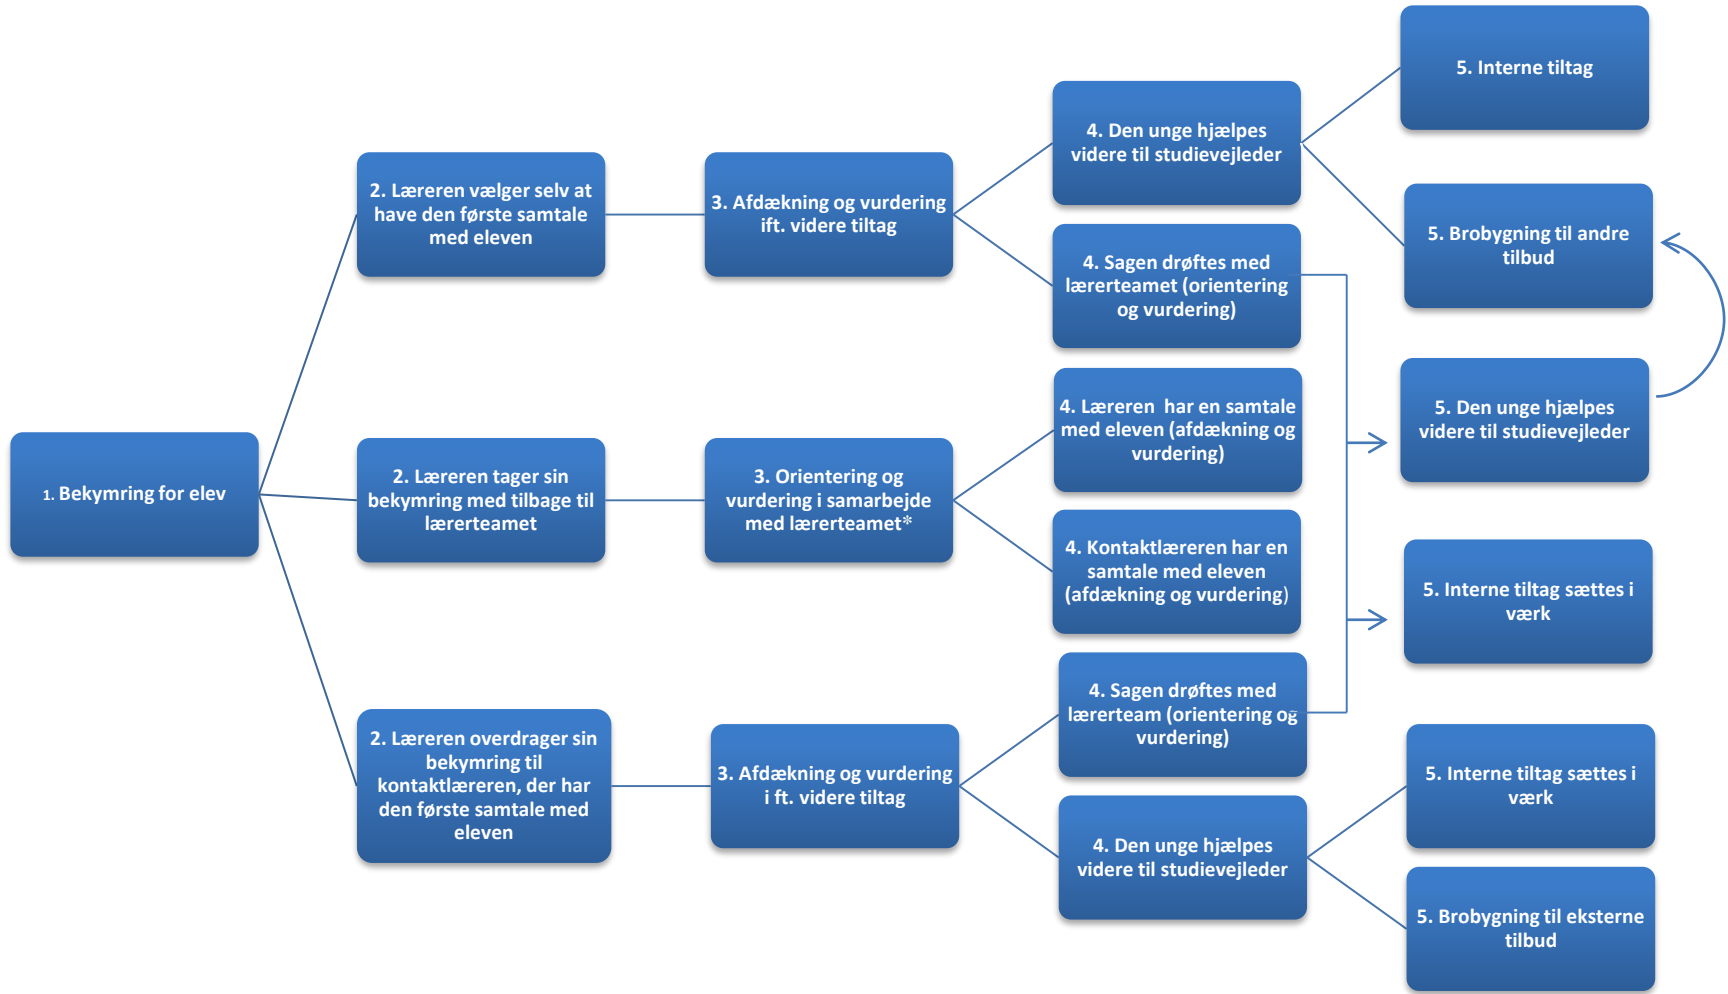 1. Bekymring for elev
2. Læreren vælger selv at
have den første samtale
med eleven
2. Læreren tager sin
bekymring med tilbage til
lærerteamet
2. Læreren overdrager sin
bekymring til
kontaktlæreren, der har
den første samtale med
eleven
3. Afdækning og vurdering
ift. videre tiltag
3. Orientering og
vurdering i samarbejde
med lærerteamet*
3. Afdækning og vurdering
i ft. videre tiltag
4. Den unge hjælpes
videre til studievejleder
4. Sagen drøftes med
lærerteamet (orientering
og vurdering)
4. Læreren  har en samtale
med eleven (afdækning og
vurdering)
4. Kontaktlæreren har en
samtale med eleven
(afdækning og vurdering)
4. Sagen drøftes med
lærerteam (orientering og
vurdering)
4. Den unge hjælpes
videre til studievejleder
5. Interne tiltag
5. Brobygning til andre
tilbud
5. Den unge hjælpes
videre til studievejleder
5. Interne tiltag sættes i
værk
5. Interne tiltag sættes i
værk
5. Brobygning til eksterne
tilbud